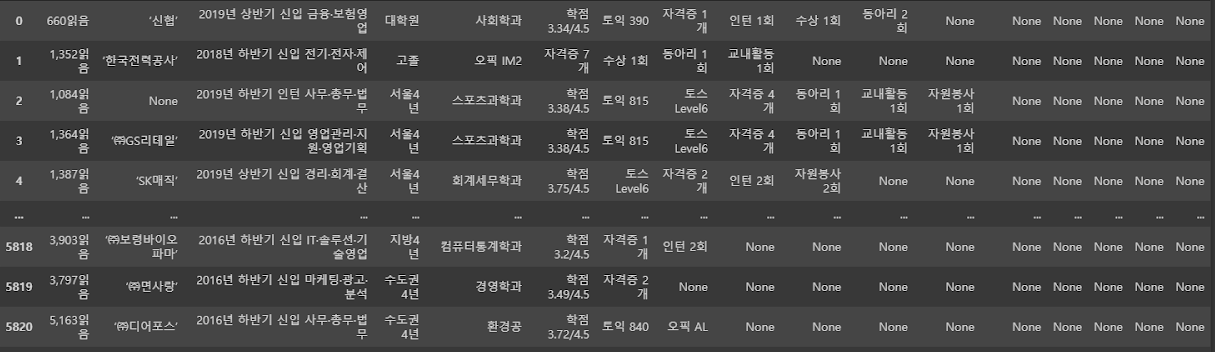 0 660읽음 '신협' 2019년 상반기 신입 금융·보험영업 대학원 사회학과 학점 3.34/4.5 토익 390 자격증 1개 인턴 1회 수상 1회 동아리 2회 None None None None None
1 1,352읽음 '한국전력공사' 2018년 하반기 신입 전기·전자·제어 고졸 오픽 IM2 자격증 7개 수상 1회 동아리 1회 교내활동 1회 None None None None None None None
2 1,084읽음 None 2019년 하반기 인턴 사무·총무·법무 서울4년 스포츠과학과 학점 3.38/4.5 토익 815 토스 Level6 자격증 4개 동아리 1회 교내활동 1회 자원봉사 1회 None None None None
3 1,364읽음 '㈜GS리테일' 2019년 하반기 신입 영업관리·지원·영업기획 서울4년 스포츠과학과 학점 3.38/4.5 토익 815 토스 Level6 자격증 4개 동아리 1회 교내활동 1회 자원봉사 1회 None None None None
4 1,387읽음 'SK매직' 2019년 상반기 신입 경리·회계·결산 서울4년 회계세무학과 학점 3.75/4.5 토스 Level6 자격증 2개 인턴 2회 자원봉사 2회 None None None None None None
... ... ... ... ... ... ... ... ... ... ... ... ... ... ... ... ...
5818 3,903읽음 '㈜보령바이오파마' 2016년 하반기 신입 IT·솔루션·기술영업 지방4년 컴퓨터통계학과 학점 3.2/4.5 자격증 1개 인턴 2회 None None None None None None None None
5819 3,797읽음 '㈜면사랑' 2016년 하반기 신입 마케팅·광고·분석 수도권4년 경영학과 학점 3.49/4.5 자격증 2개 None None None None None None None None None
5820 5,163읽음 '㈜디어포스' 2016년 하반기 신입 사무·총무·법무 수도권4년 환경공 학점 3.72/4.5 토익 840 오픽 AL None None None None None None None None